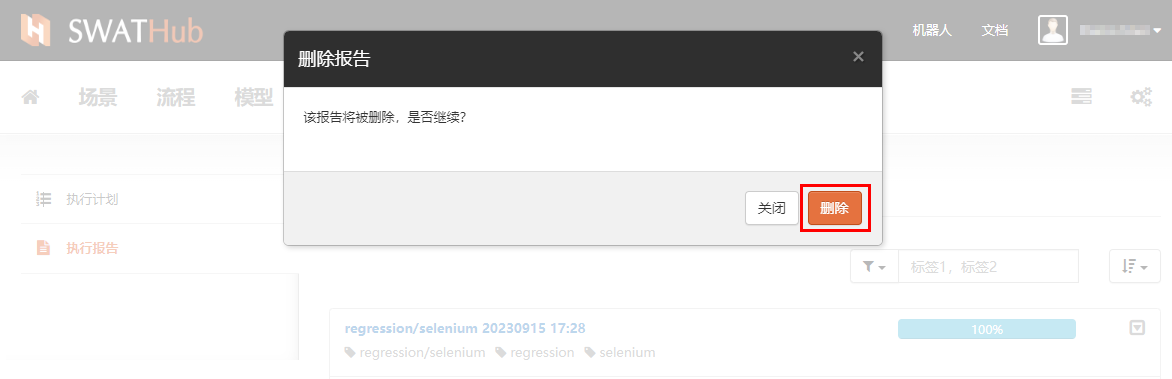 SWATHub
机器人 文档
删除报告 ×
场景 流程 模型
该报告将被删除，是否继续？
关闭 删除
执行计划
执行报告
标签1，标签2
regression/selenium 20230915 17:28 100%
regression/selenium regression selenium